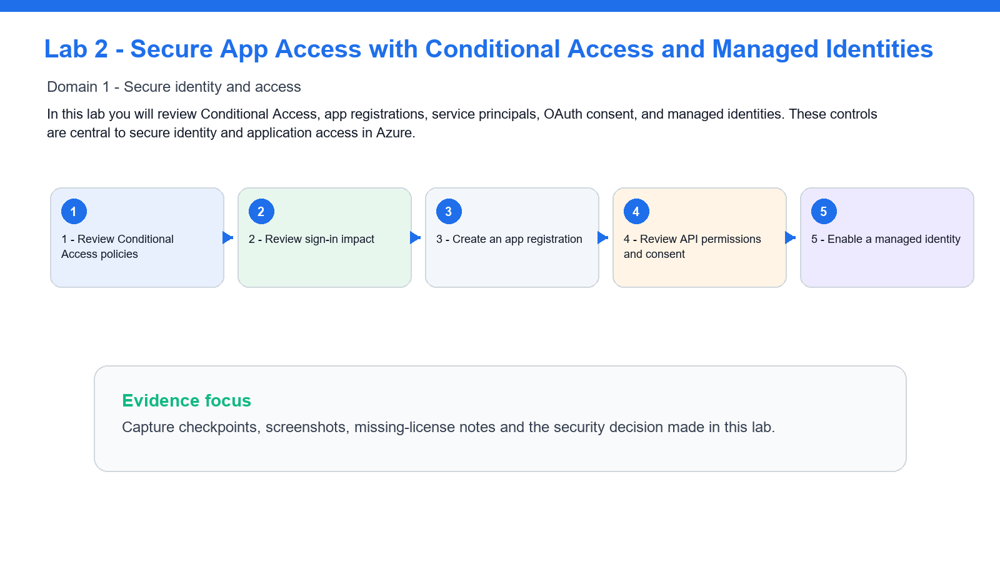 Lab 2 - Secure App Access with Conditional Access and Managed Identities
Domain 1 - Secure identity and access
In this lab you will review Conditional Access, app registrations, service principals, OAuth consent, and managed identities. These controls
are central to secure identity and application access in Azure.
1
1 - Review Conditional
Access policies
2
2 - Review sign-in impact
3
3 - Create an app registration
4
4 - Review API permissions
and consent
5
5 - Enable a managed identity
Evidence focus
Capture checkpoints, screenshots, missing-license notes and the security decision made in this lab.